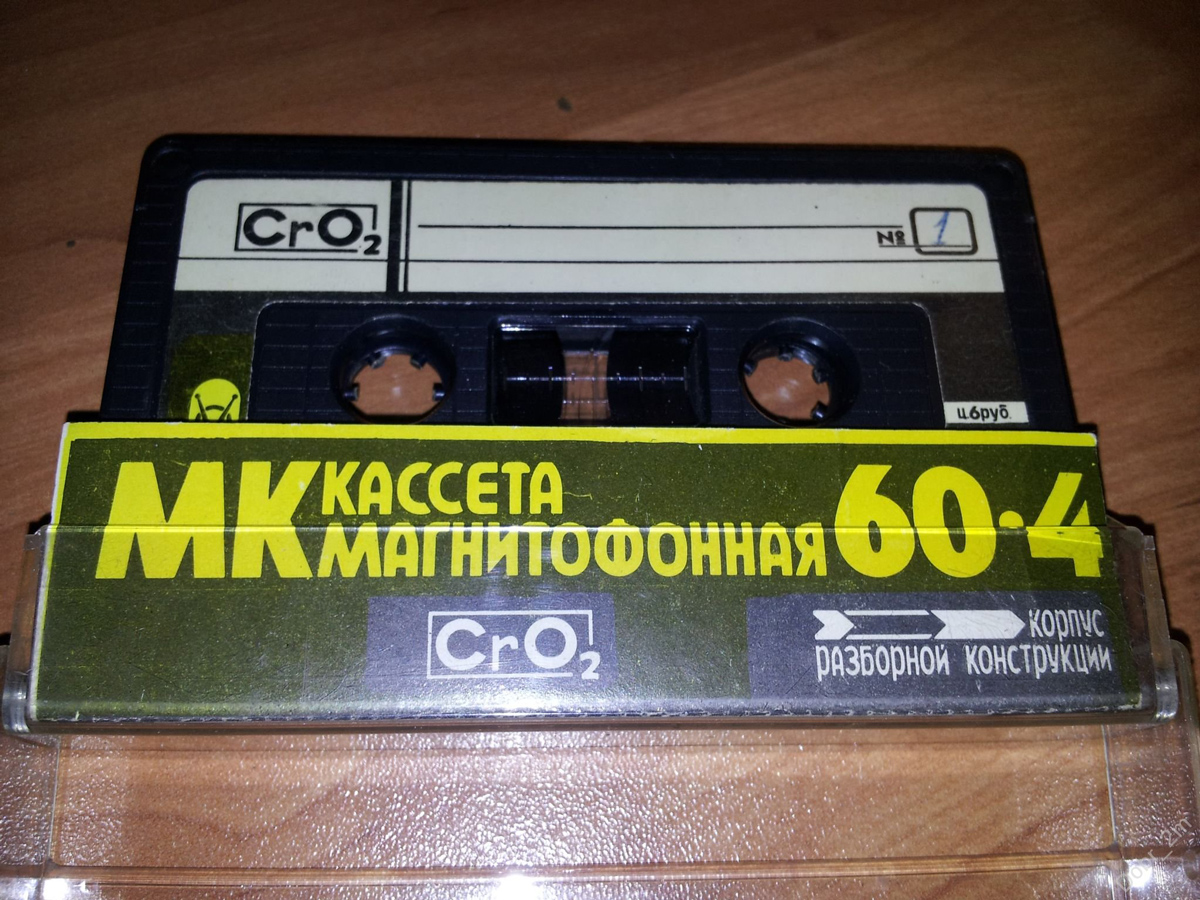 CrO2
№ 1
ц.6руб.
МК КАССЕТА МАГНИТОФОННАЯ 60·4
CrO2
КОРПУС
РАЗБОРНОЙ КОНСТРУКЦИИ